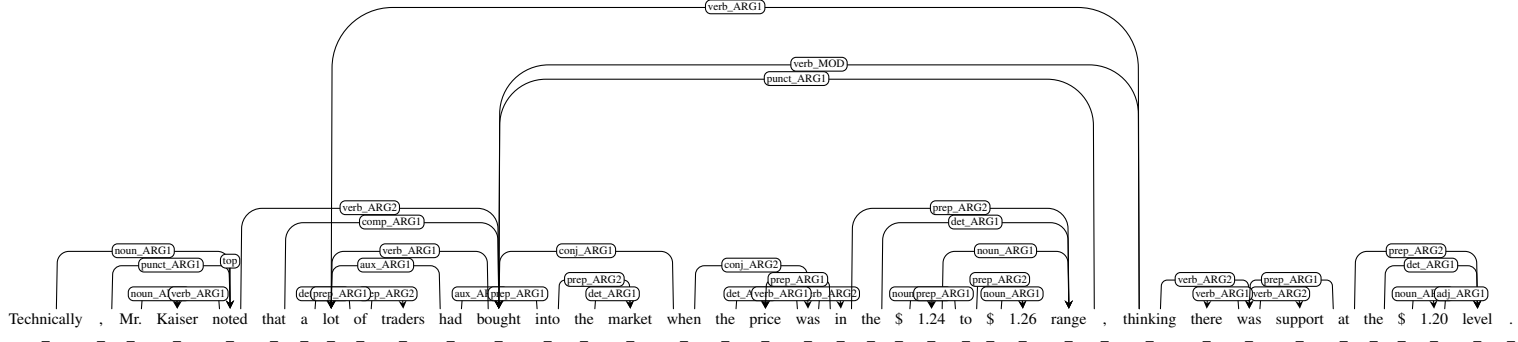 verb_ARG1
verb_MOD
punct_ARG1
verb_ARG2 prep_ARG2
comp_ARG1 det_ARG1
noun_ARG1 verb_ARG1 conj_ARG1 noun_ARG1 prep_ARG2
top
punct_ARG1 aux_ARG1 conj_ARG2 det_ARG1
prep_ARG2 prep_ARG1 prep_ARG2 verb_ARG2 prep_ARG1
verb_ARG1 prep_ARG1 prep_ARG1 det_ARG1 verb_ARG1 prep_ARG1 noun_ARG1 verb_ARG1 verb_ARG2 adj_ARG1
Technically , Mr. Kaiser noted that a lot of traders had bought into the market when the price was in the $ 1.24 to $ 1.26 range , thinking there was support at the $ 1.20 level .
_ _ _ _ _ _ _ _ _ _ _ _ _ _ _ _ _ _ _ _ _ _ _ _ _ _ _ _ _ _ _ _ _ _ _ _ _ _